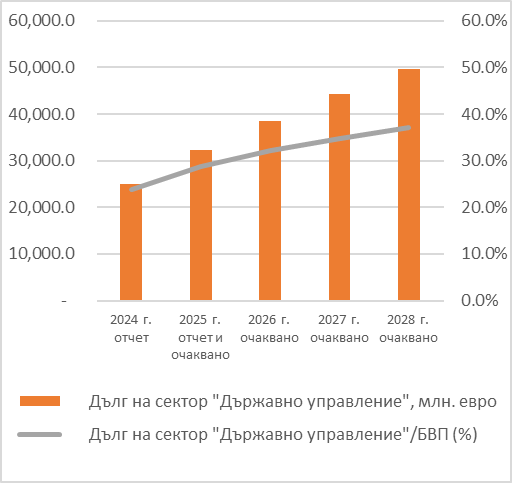 60,000.0
50,000.0
40,000.0
30,000.0
20,000.0
10,000.0
-
60.0%
50.0%
40.0%
30.0%
20.0%
10.0%
0.0%
2024 г. отчет
2025 г. отчет и очаквано
2026 г. очаквано
2027 г. очаквано
2028 г. очаквано
Дълг на сектор "Държавно управление", млн. евро
Дълг на сектор "Държавно управление"/БВП (%)